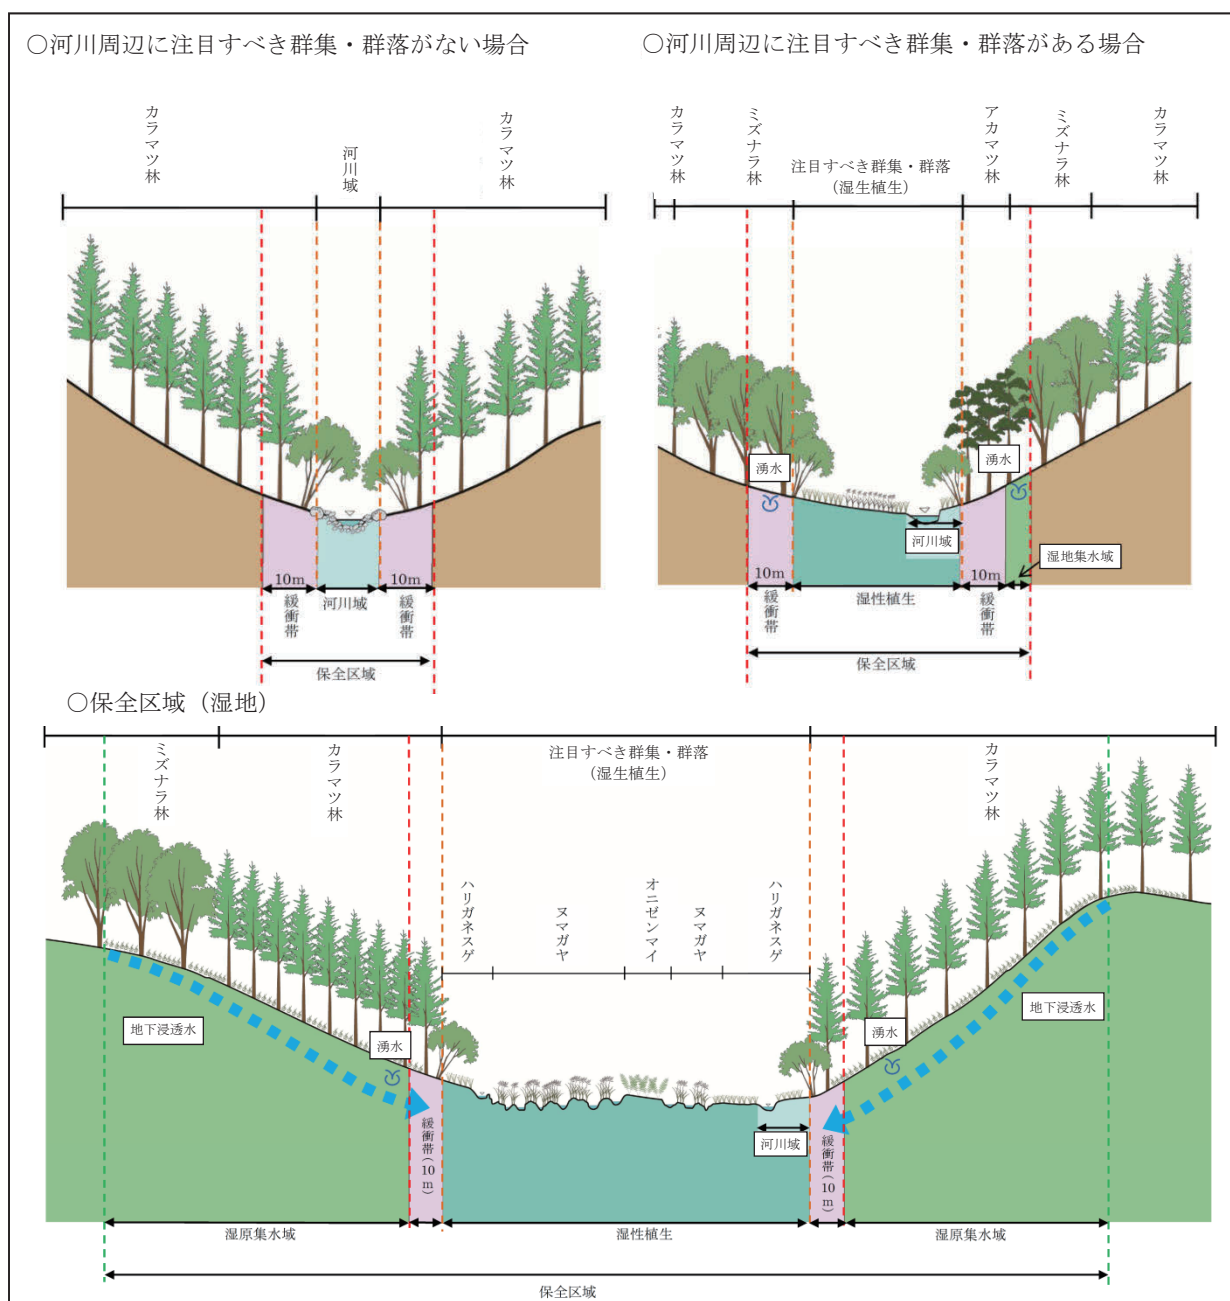 ○河川周辺に注目すべき群集・群落がない場合
カラマツ林
河川域
カラマツ林
10m
緩衝帯
河川域
10m
緩衝帯
保全区域
○河川周辺に注目すべき群集・群落がある場合
カラマツ林
ミズナラ林
注目すべき群集・群落
（湿生植生）
アカマツ林
ミズナラ林
カラマツ林
湧水
湧水
河川域
湿地集水域
10m
緩衝帯
湿性植生
10m
緩衝帯
保全区域
○保全区域（湿地）
ミズナラ林
カラマツ林
注目すべき群集・群落
（湿生植生）
カラマツ林
ハリガネスゲ
ヌマガヤ
オニゼンマイ
ヌマガヤ
ハリガネスゲ
地下浸透水
湧水
湧水
地下浸透水
緩衝帯(10m)
河川域
緩衝帯(10m)
湿原集水域
湿性植生
湿原集水域
保全区域